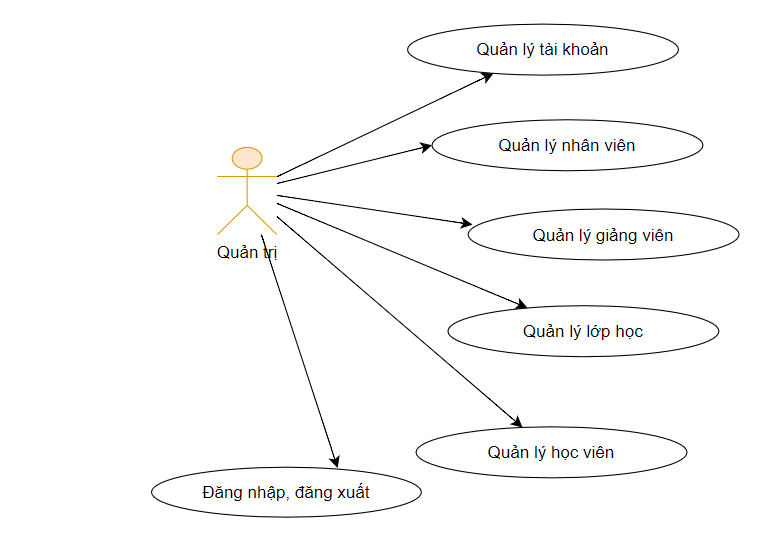 Quản lý tài khoản
Quản lý nhân viên
Quản lý giảng viên
Quản trị
Quản lý lớp học
Quản lý học viên
Đăng nhập, đăng xuất